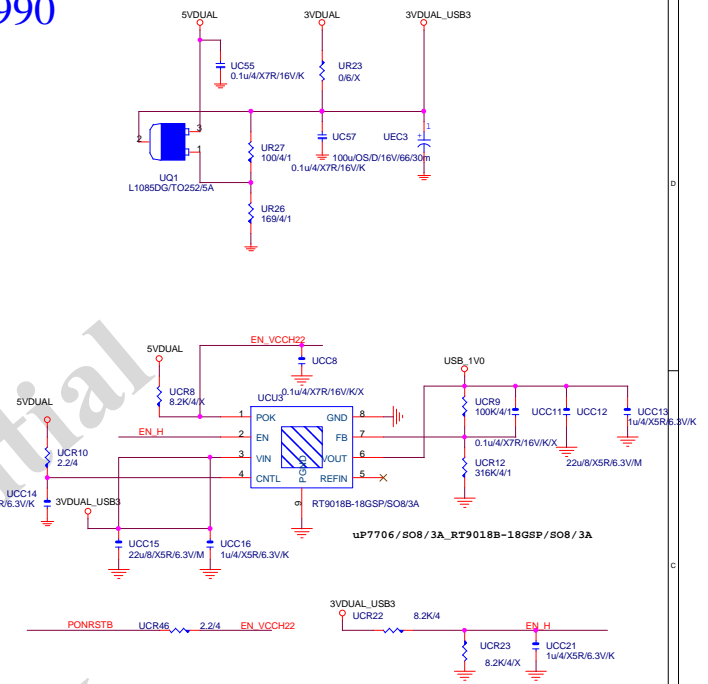 990
5VDUAL
3VDUAL
3VDUAL_USB3
UC55
0.1u/4/X7R/16V/K
UR23
0/6/X
3
2
1
UQ1
L1085DG/TO252/5A
UR27
100/4/1
UC57
0.1u/4/X7R/16V/K
UEC3
1
+
100u/OS/D/16V/66/30m
UR26
169/4/1
D
5VDUAL
EN_VCCH22
UCC8
0.1u/4/X7R/16V/K/X
USB_1V0
UCR8
8.2K/4/X
UCU3
5VDUAL
1
POK
GND
8
EN_H
2
EN
FB
7
3
VIN
VOUT
6
4
CNTL
REFIN
5
PGND
9
RT9018B-18GSP/SO8/3A
UCR9
100K/4/1
UCC11
0.1u/4/X7R/16V/K/X
UCC12
22u/8/X5R/6.3V/M
UCC13
1u/4/X5R/6.3V/K
UCR12
316K/4/1
UCR10
2.2/4
UCC14
R/6.3V/K
3VDUAL_USB3
uP7706/SO8/3A_RT9018B-18GSP/SO8/3A
UCC15
22u/8/X5R/6.3V/M
UCC16
1u/4/X5R/6.3V/K
C
PONRSTB
UCR46
2.2/4
EN_VCCH22
3VDUAL_USB3
UCR22
8.2K/4
EN_H
UCR23
8.2K/4/X
UCC21
1u/4/X5R/6.3V/K
tial